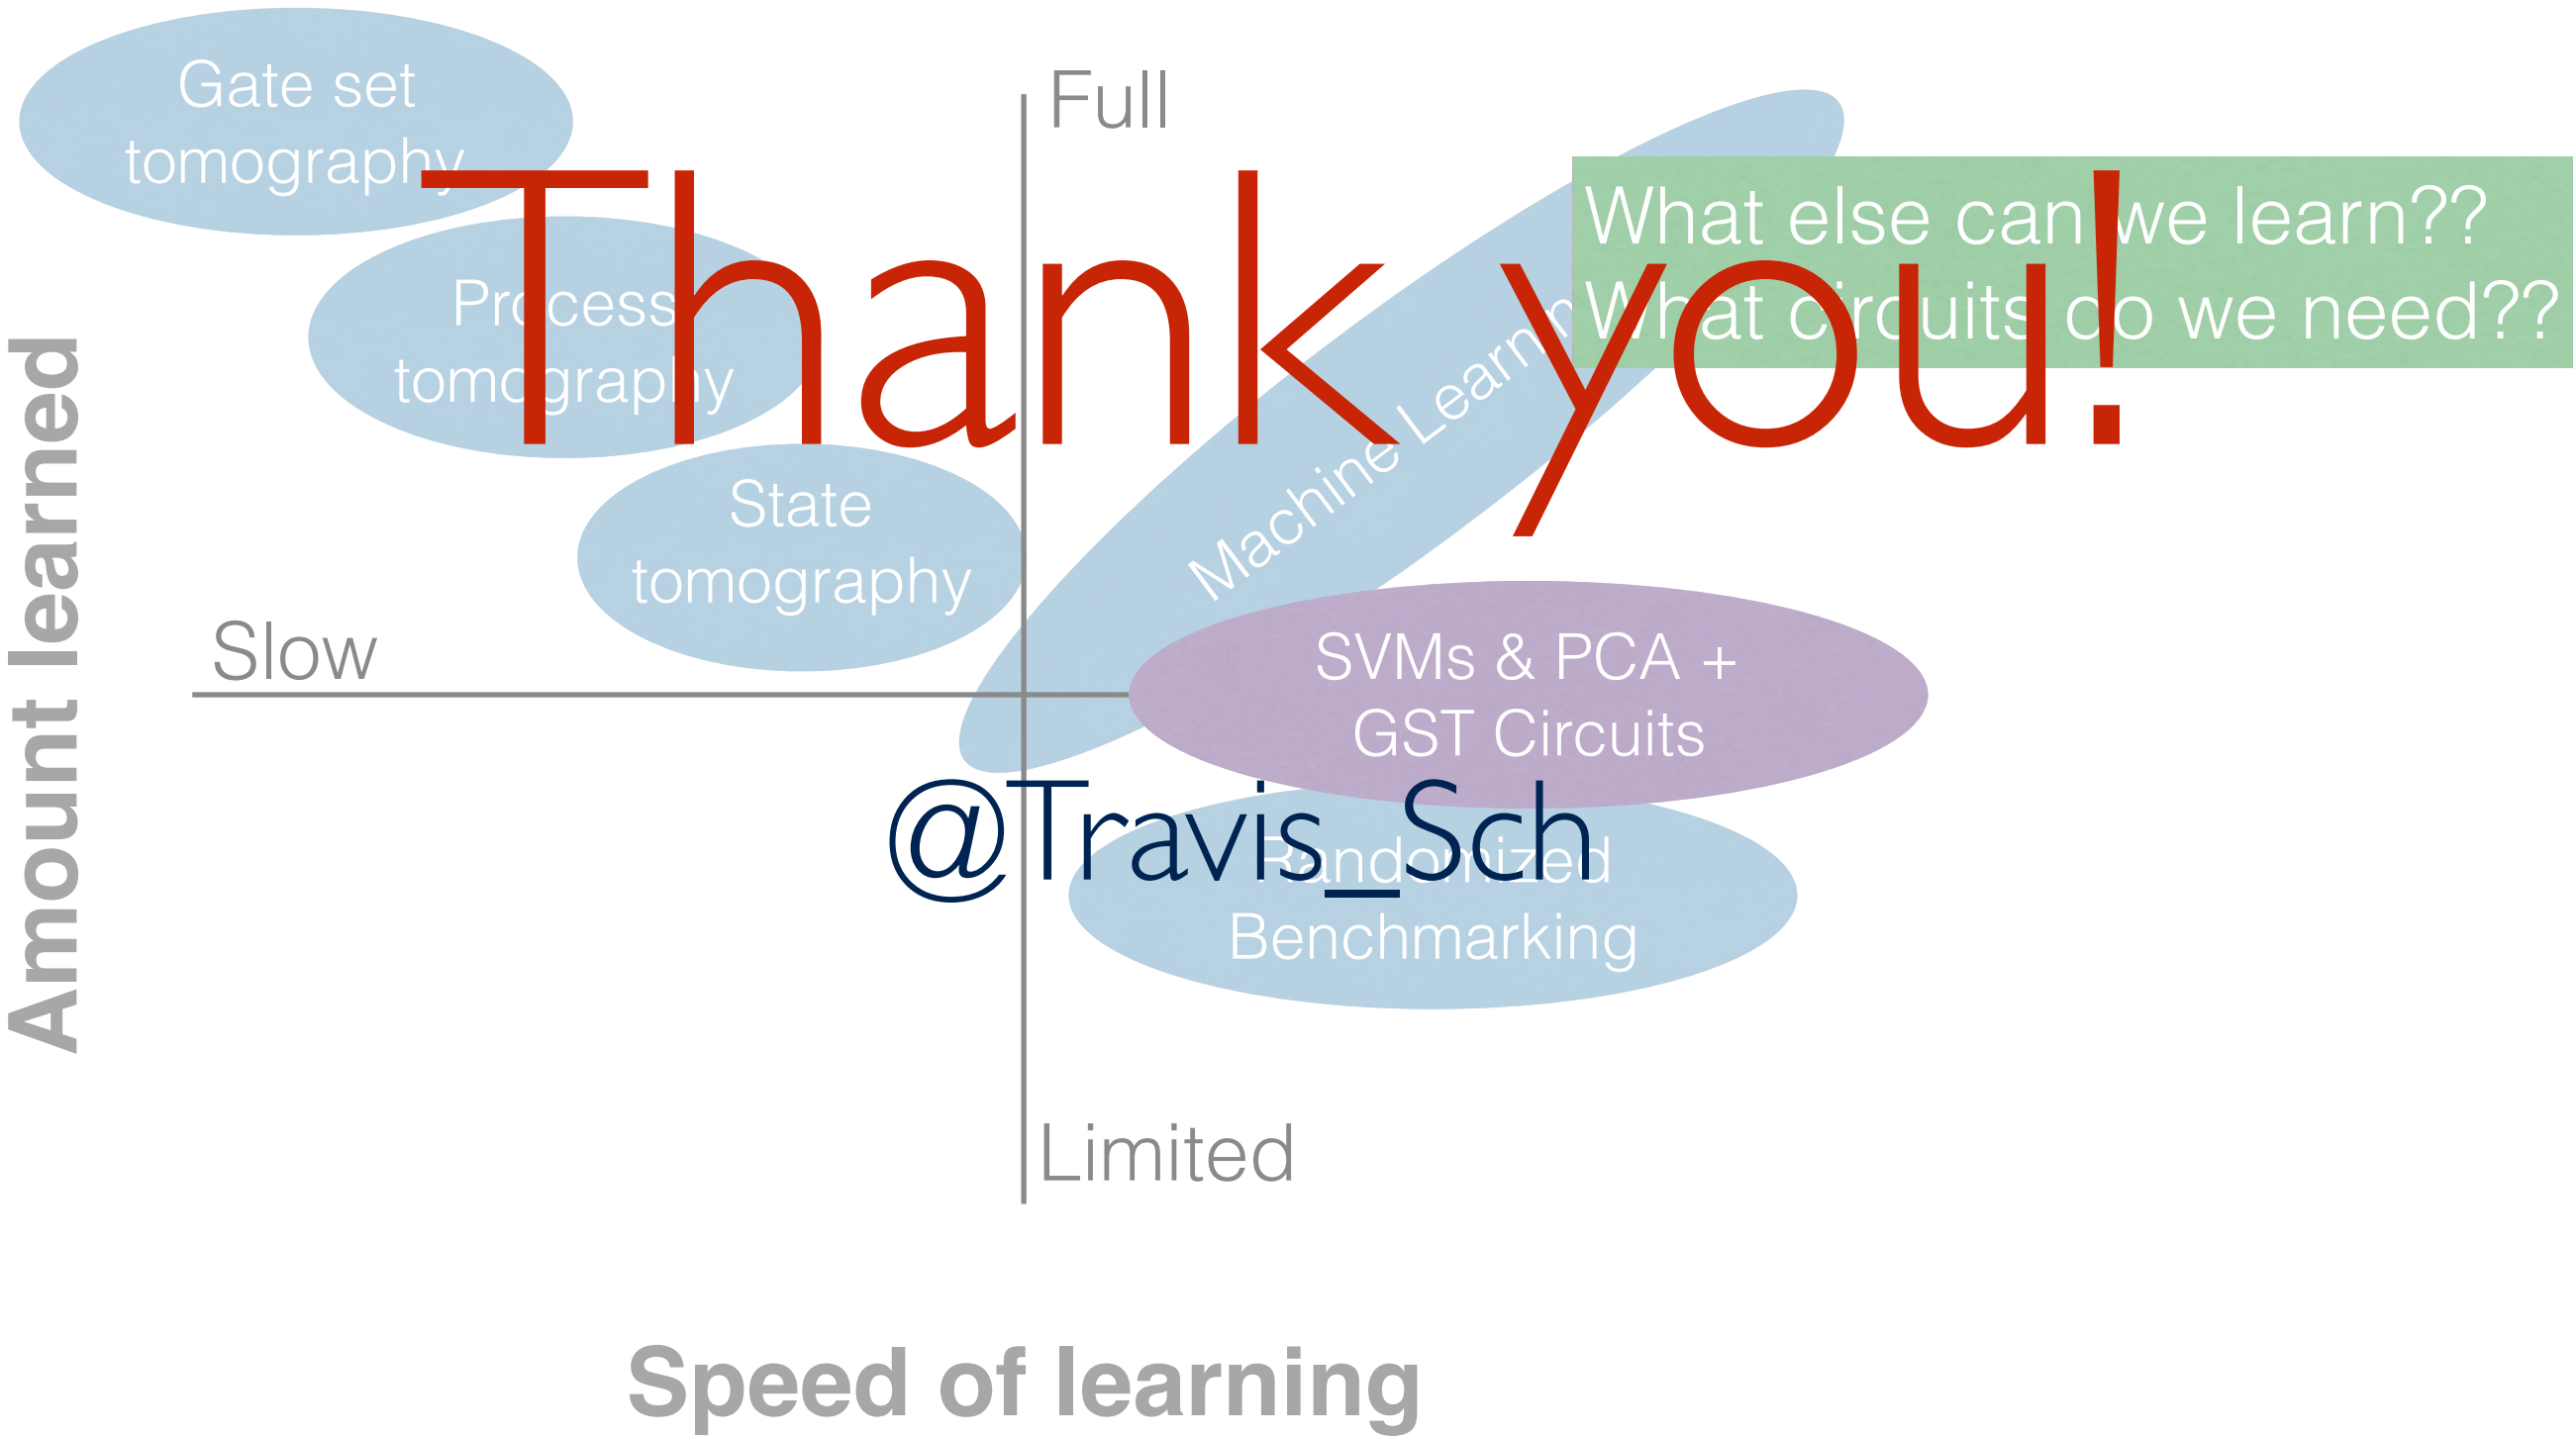 Gate set
tomography
Full
What else can we learn??
What circuits do we need??
Thank you!
Process
tomography
Machine
State
tomography
Slow
SVMs & PCA +
GST Circuits
@Travis_Sch
Randomized
Benchmarking
Limited
Amount learned
Speed of learning